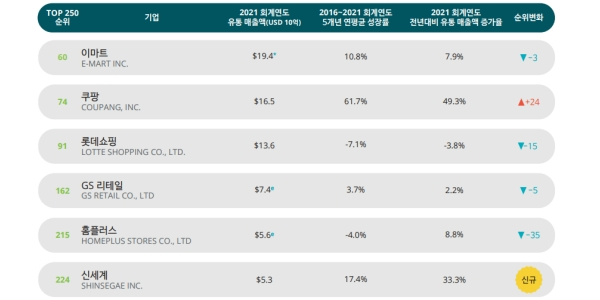 TOP 250
순위
기업
2021 회계연도
유통 매출액(USD 10억)
2016~2021 회계연도
5개년 연평균 성장률
2021 회계연도
전년대비 유통 매출액 증가율
순위변화
60
이마트
E-MART INC.
$19.4*
10.8%
7.9%
▼-3
74
쿠팡
COUPANG, INC.
$16.5
61.7%
49.3%
▲+24
91
롯데쇼핑
LOTTE SHOPPING CO., LTD.
$13.6
-7.1%
-3.8%
▼-15
162
GS 리테일
GS RETAIL CO., LTD
$7.4*
3.7%
2.2%
▼-5
215
홈플러스
HOMEPLUS STORES CO., LTD
$5.6*
-4.0%
8.8%
▼-35
224
신세계
SHINSEGAE INC.
$5.3
17.4%
33.3%
신규